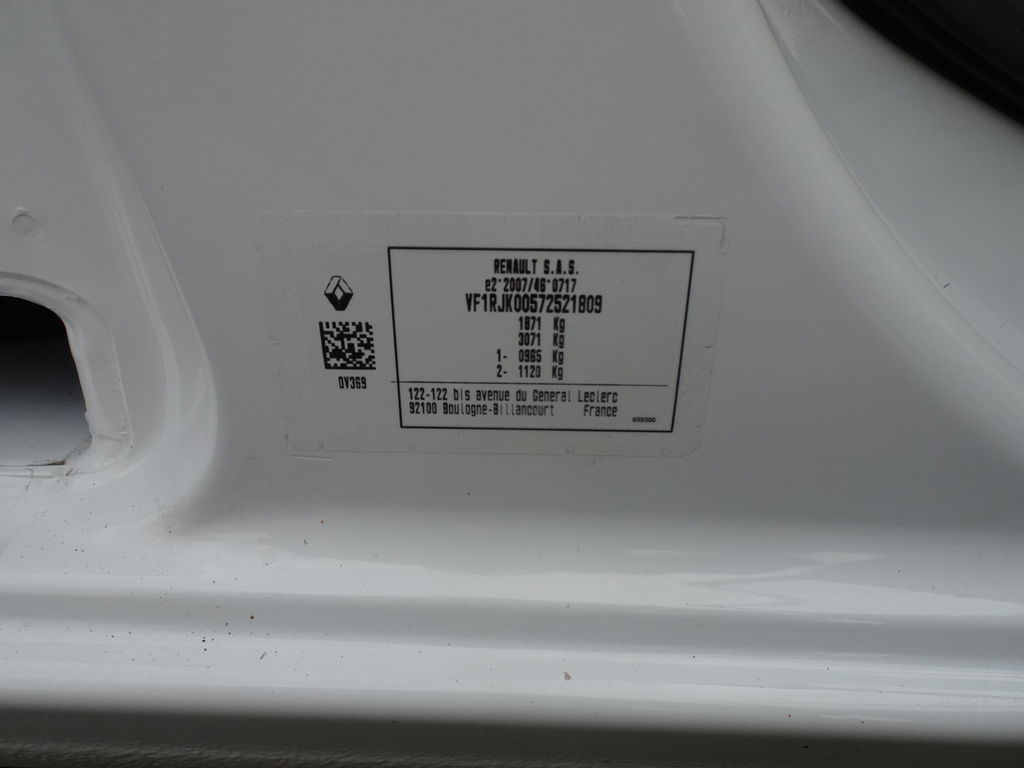 RENAULT S.A.S.
e2*2007/46*0717
VF1RJK00572521809
1871 Kg
3071 Kg
1- 0965 Kg
2- 1120 Kg
0V369
122-122 bis avenue du General Leclerc
92100 Boulogne-Billancourt France